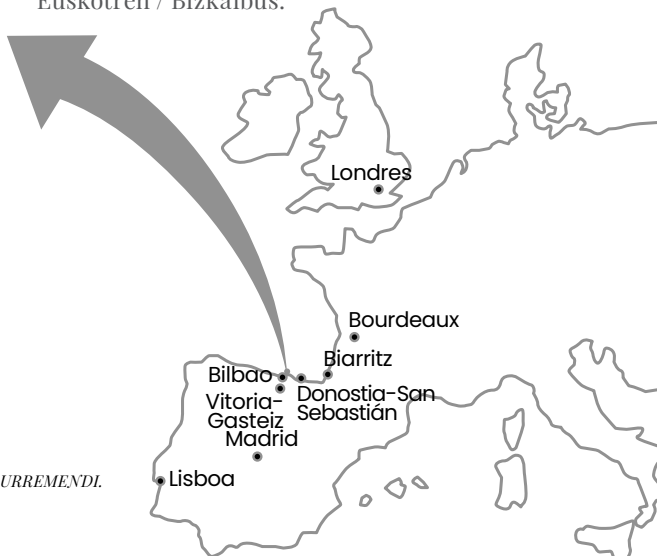 Euskotren / Bizkaibus.
Londres
Bourdeaux
Biarritz
Bilbao
Donostia-San
Sebastián
Vitoria-
Gasteiz
Madrid
Lisboa
URREMENDI.